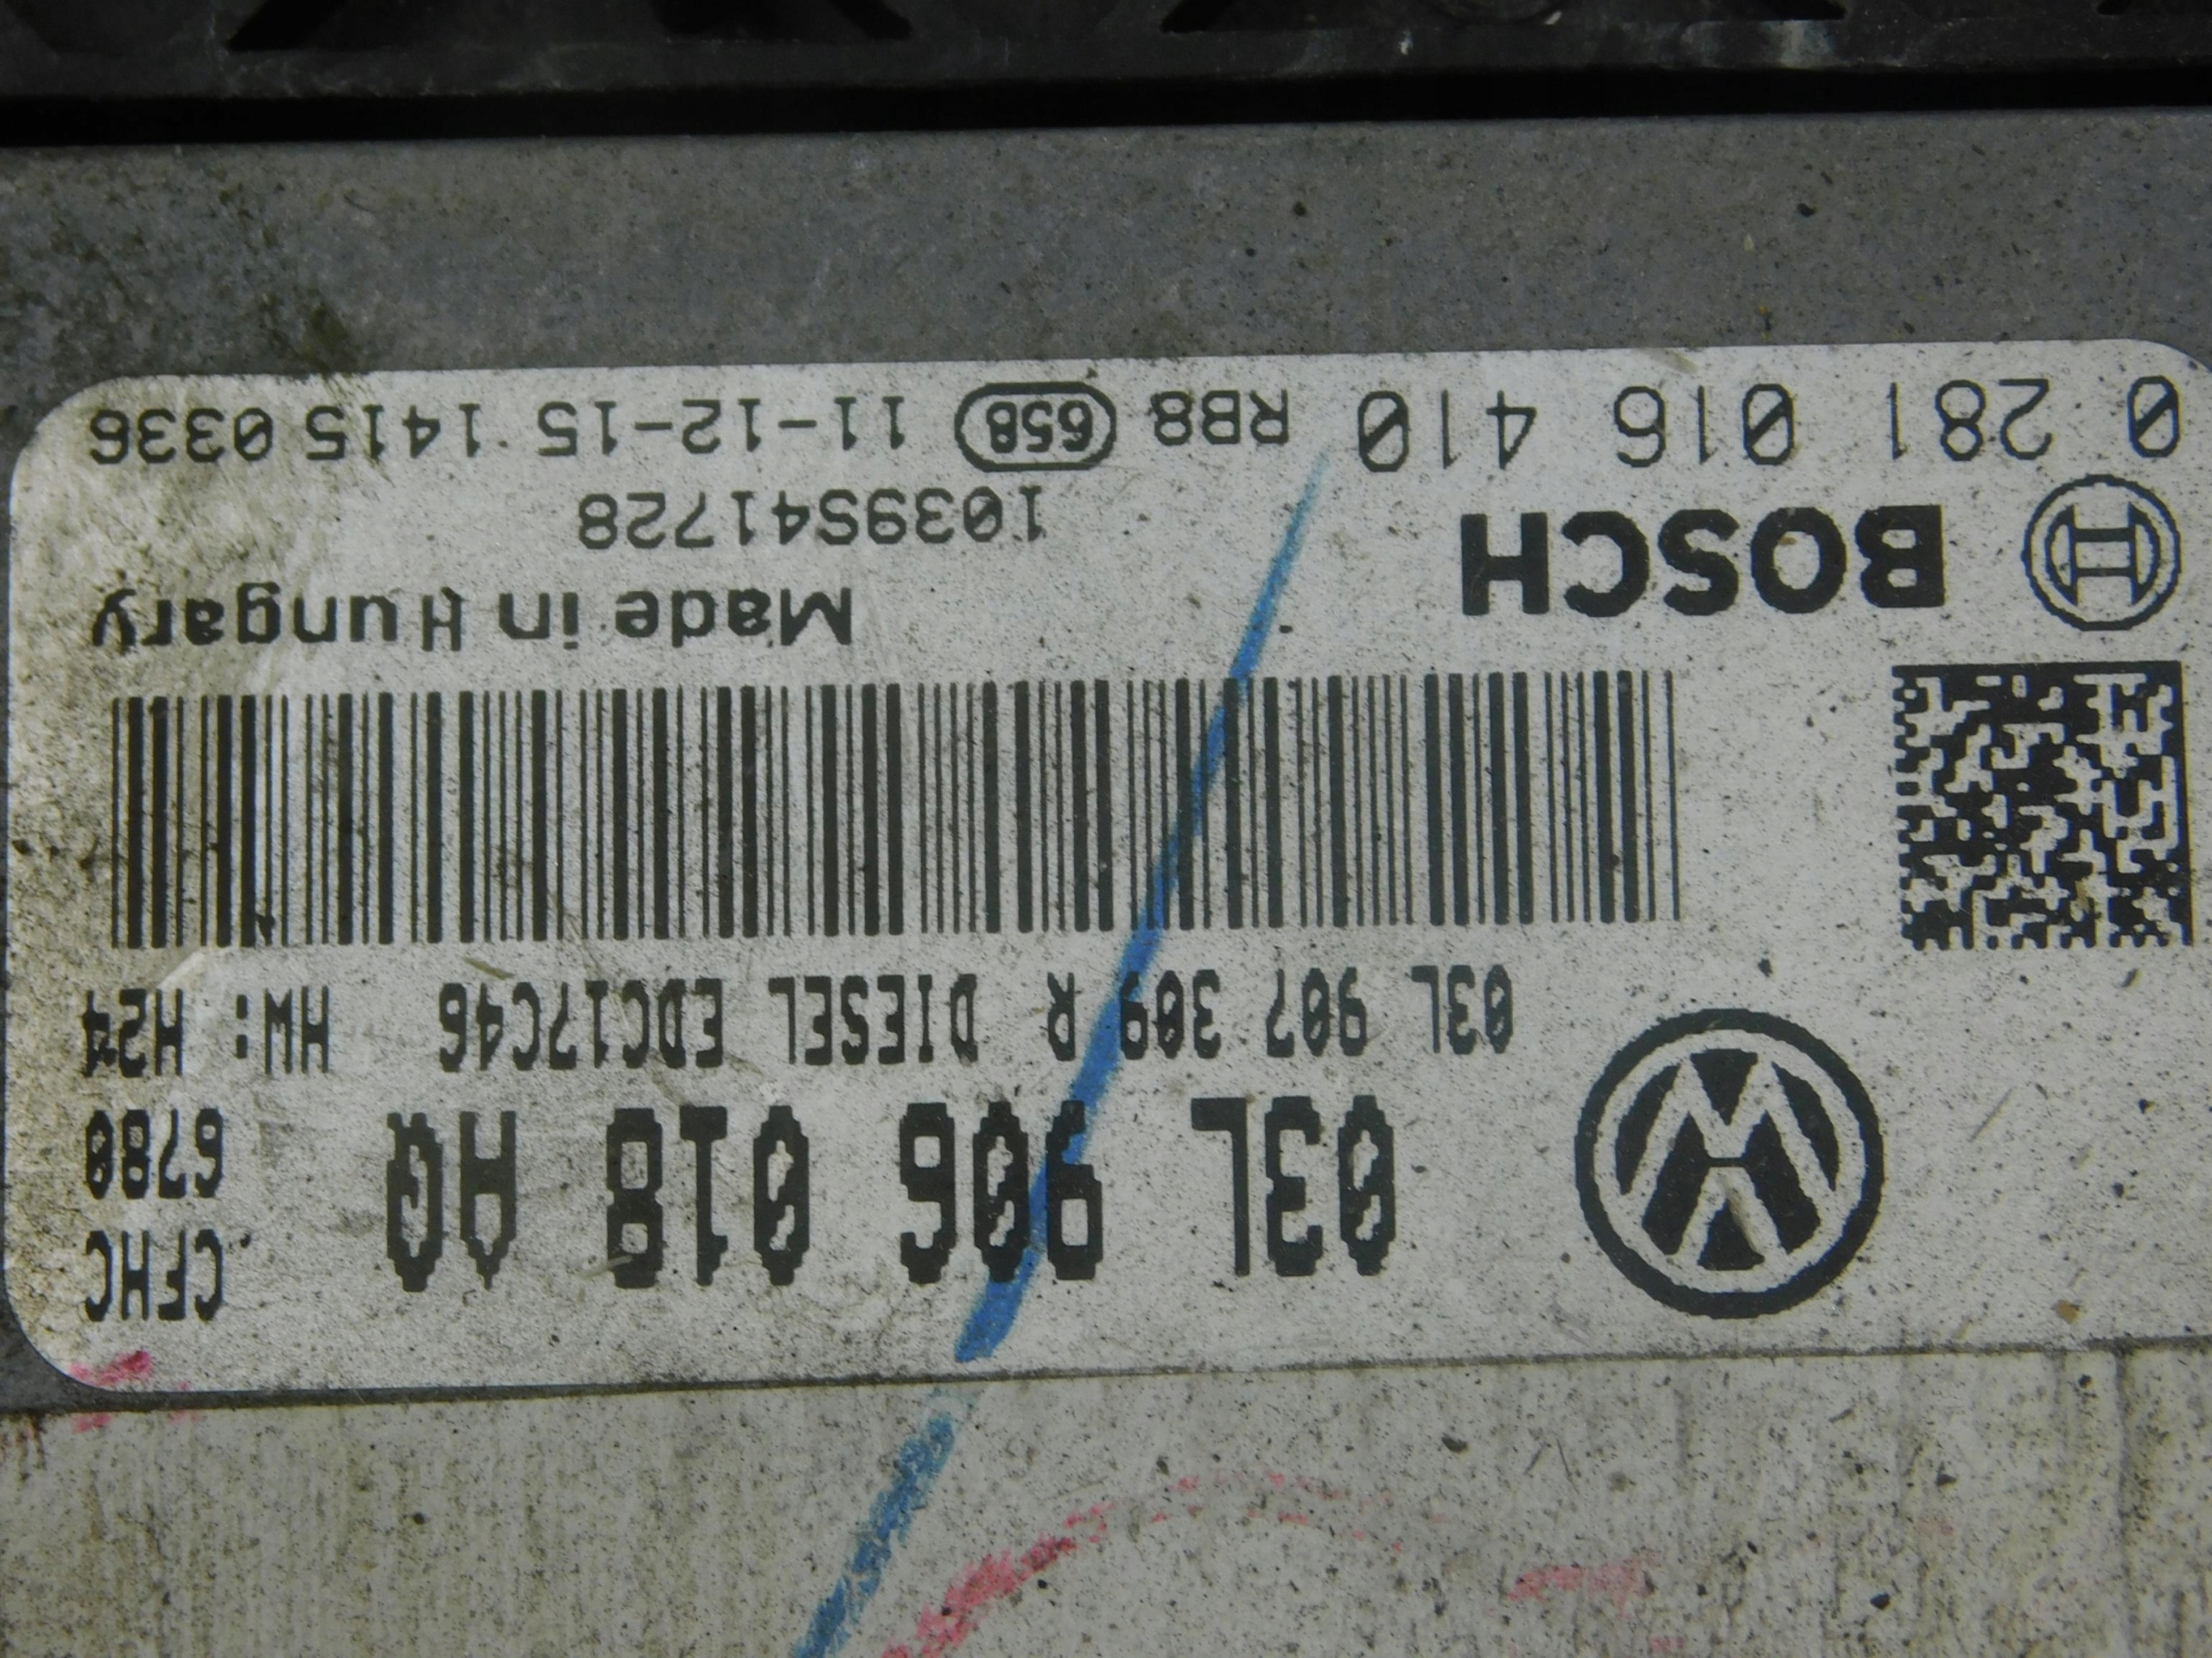 03L 906 018 AQ
CFHC
6780
03L 907 309 R DIESEL EDC17C46 HW: H24
BOSCH
Made in Hungary
1039S41728
0 281 016 410 RB8 658 11-12-15 1415 0336